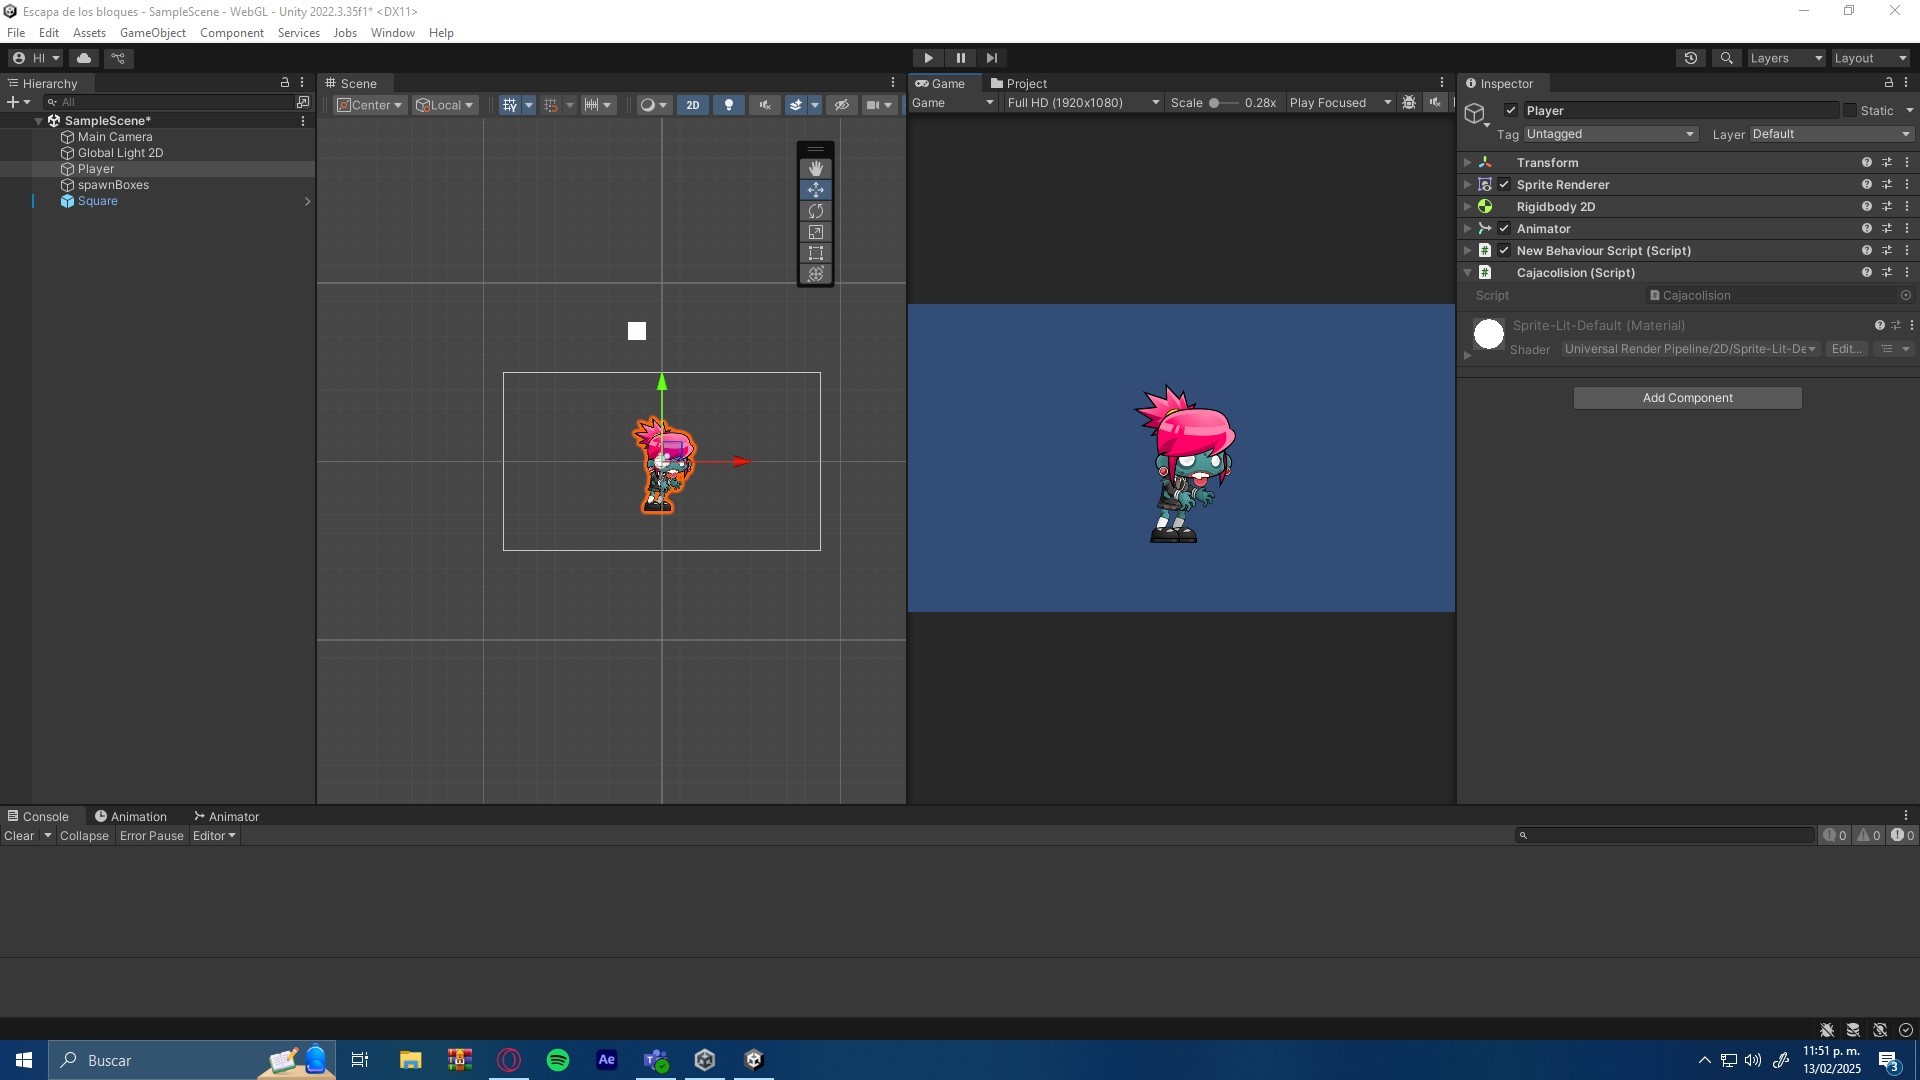 Escapa de los bloques - SampleScene - WebGL - Unity 2022.3.35f1* <DX11>
File Edit Assets GameObject Component Services Jobs Window Help
HI Layers Layout
Hierarchy
All
SampleScene*
Main Camera
Global Light 2D
Player
spawnBoxes
Square
Scene
Center Local 2D
Game Project
Game Full HD (1920x1080) Scale 0.28x Play Focused
Inspector
Player Static
Tag Untagged Layer Default
Transform
Sprite Renderer
Rigidbody 2D
Animator
New Behaviour Script (Script)
Cajacolision (Script)
Script Cajacolision
Sprite-Lit-Default (Material)
Shader Universal Render Pipeline/2D/Sprite-Lit-De Edit...
Add Component
Console Animation Animator
Clear Collapse Error Pause Editor 0 0 0
Buscar
Ae
11:51 p. m.
13/02/2025
3